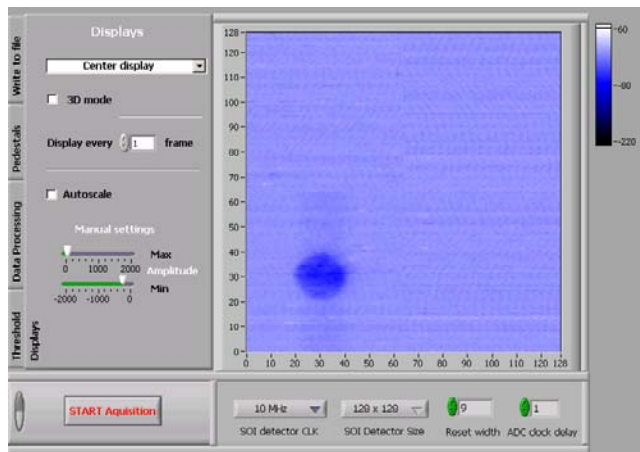 Write to file
Pedestals
Data Processing
Threshold
Displays
Displays
Center display
3D mode
Display every 1 frame
Autoscale
Manual settings
Max
0 1000 2000
Amplitude
Min
-2000 -1000 0
128
120
110
100
90
80
70
60
50
40
30
20
10
0
0 10 20 30 40 50 60 70 80 90 100 110 120 128
60
-80
-220
START Aquisition
10 MHz
SOI detector CLK
128 x 128
SOI Detector Size
9
Reset width
1
ADC clock delay